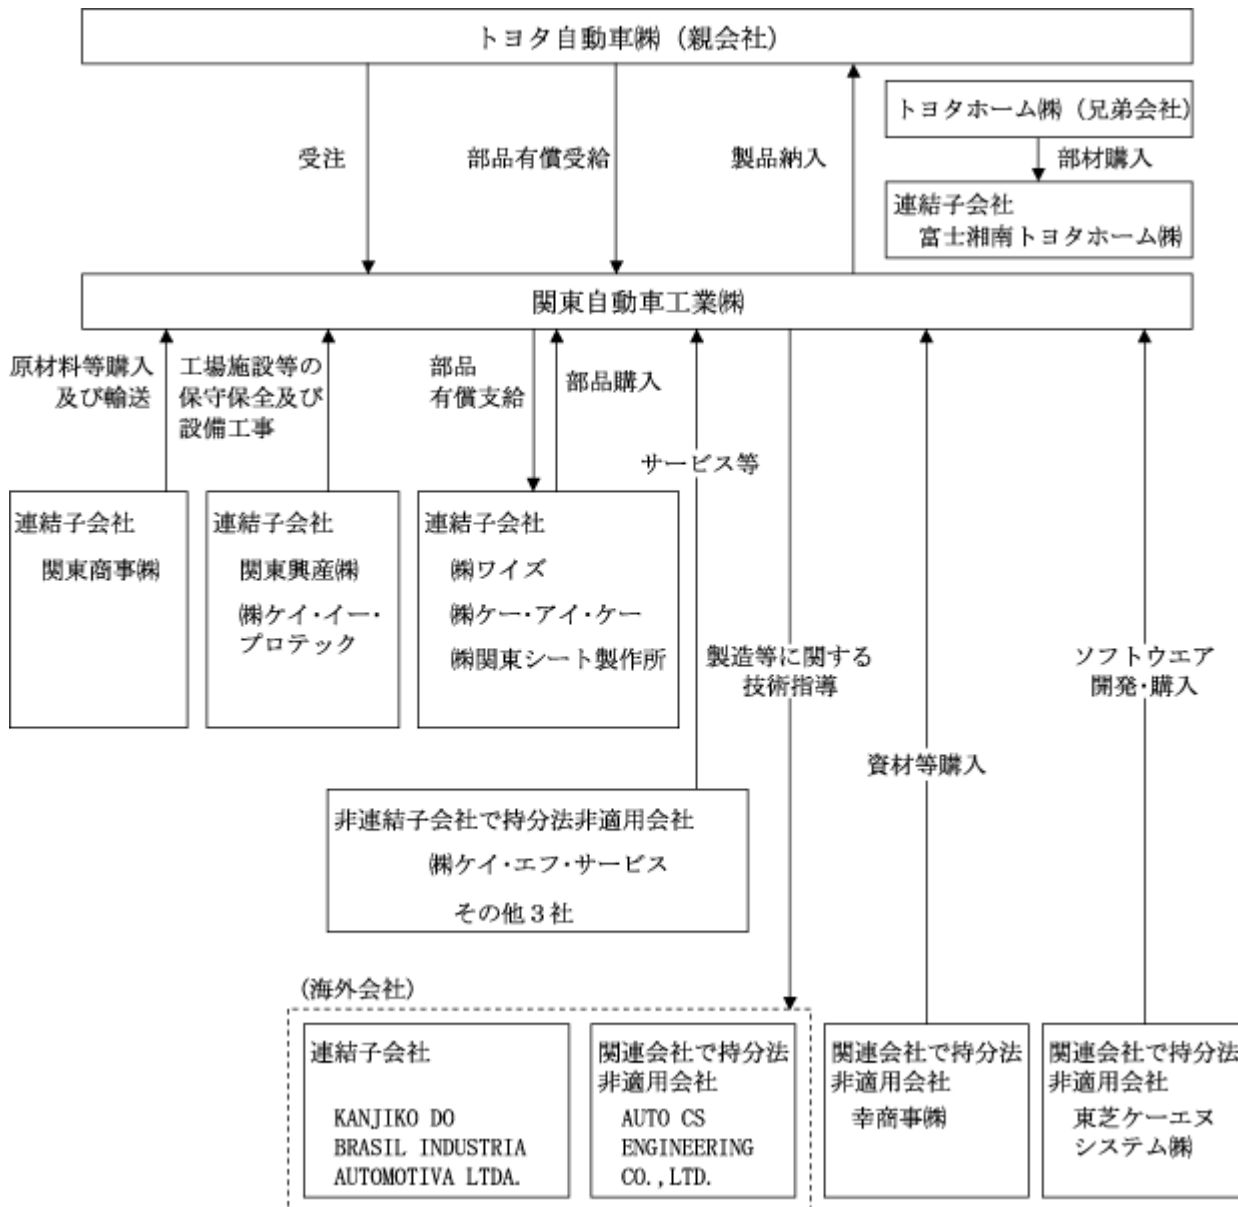 トヨタ自動車㈱（親会社）
トヨタホーム㈱（兄弟会社）
受注
部品有償受給
製品納入
部材購入
連結子会社
富士湘南トヨタホーム㈱
関東自動車工業㈱
原材料等購入
及び輸送
工場施設等の
保守保全及び
設備工事
部品
有償支給
部品購入
サービス等
連結子会社
関東商事㈱
連結子会社
関東興産㈱
㈱ケイ･イー･
プロテック
連結子会社
㈱ワイズ
㈱ケー･アイ･ケー
㈱関東シート製作所
製造等に関する
技術指導
ソフトウエア
開発･購入
資材等購入
非連結子会社で持分法非適用会社
㈱ケイ･エフ･サービス
その他３社
(海外会社)
連結子会社
KANJIKO DO
BRASIL INDUSTRIA
AUTOMOTIVA LTDA.
関連会社で持分法
非適用会社
AUTO CS
ENGINEERING
CO.,LTD.
関連会社で持分法
非適用会社
幸商事㈱
関連会社で持分法
非適用会社
東芝ケーエヌ
システム㈱